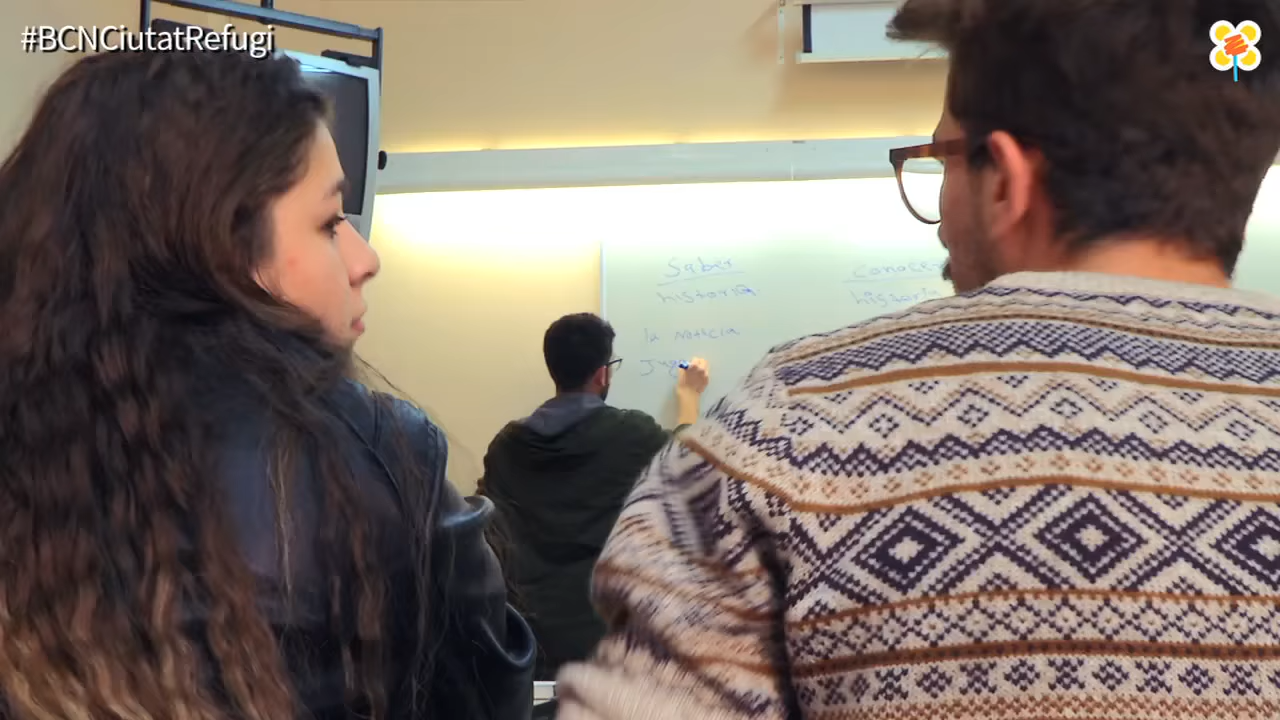 #BCNCiutatRefugi
Saber
historia
conocer
historia
la noticia